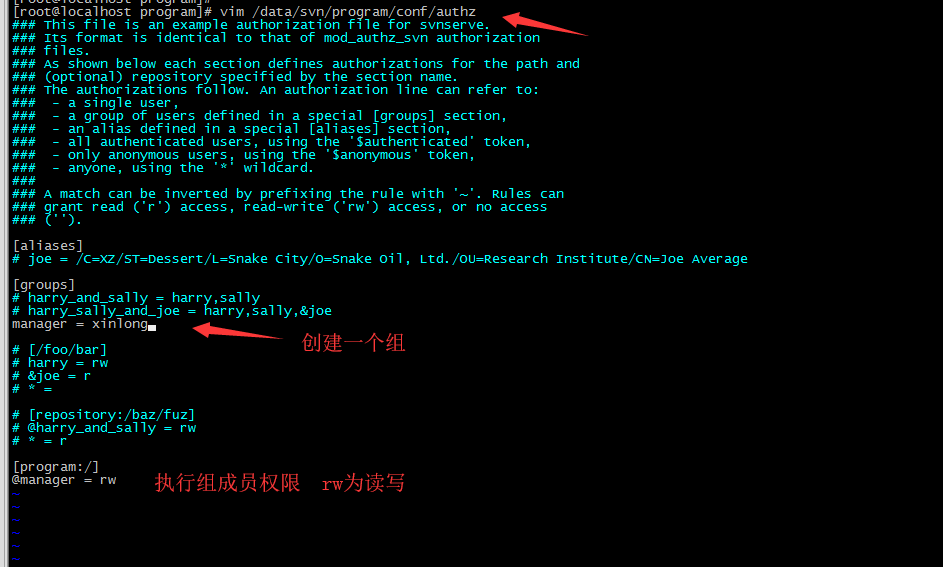 [root@localhost program]#
[root@localhost program]# vim /data/svn/program/conf/authz
### This file is an example authorization file for svnserve.
### Its format is identical to that of mod_authz_svn authorization
### files.
### As shown below each section defines authorizations for the path and
### (optional) repository specified by the section name.
### The authorizations follow. An authorization line can refer to:
###  - a single user,
###  - a group of users defined in a special [groups] section,
###  - an alias defined in a special [aliases] section,
###  - all authenticated users, using the '$authenticated' token,
###  - only anonymous users, using the '$anonymous' token,
###  - anyone, using the '*' wildcard.
###
### A match can be inverted by prefixing the rule with '~'. Rules can
### grant read ('r') access, read-write ('rw') access, or no access
### ('').
[aliases]
# joe = /C=XZ/ST=Dessert/L=Snake City/O=Snake Oil, Ltd./OU=Research Institute/CN=Joe Average
[groups]
# harry_and_sally = harry,sally
# harry_sally_and_joe = harry,sally,&joe
manager = xinlong
创建一个组
# [/foo/bar]
# harry = rw
# &joe = r
# * =
# [repository:/baz/fuz]
# @harry_and_sally = rw
# * = r
[program:/]
@manager = rw
执行组成员权限 rw为读写
~
~
~
~
~
~